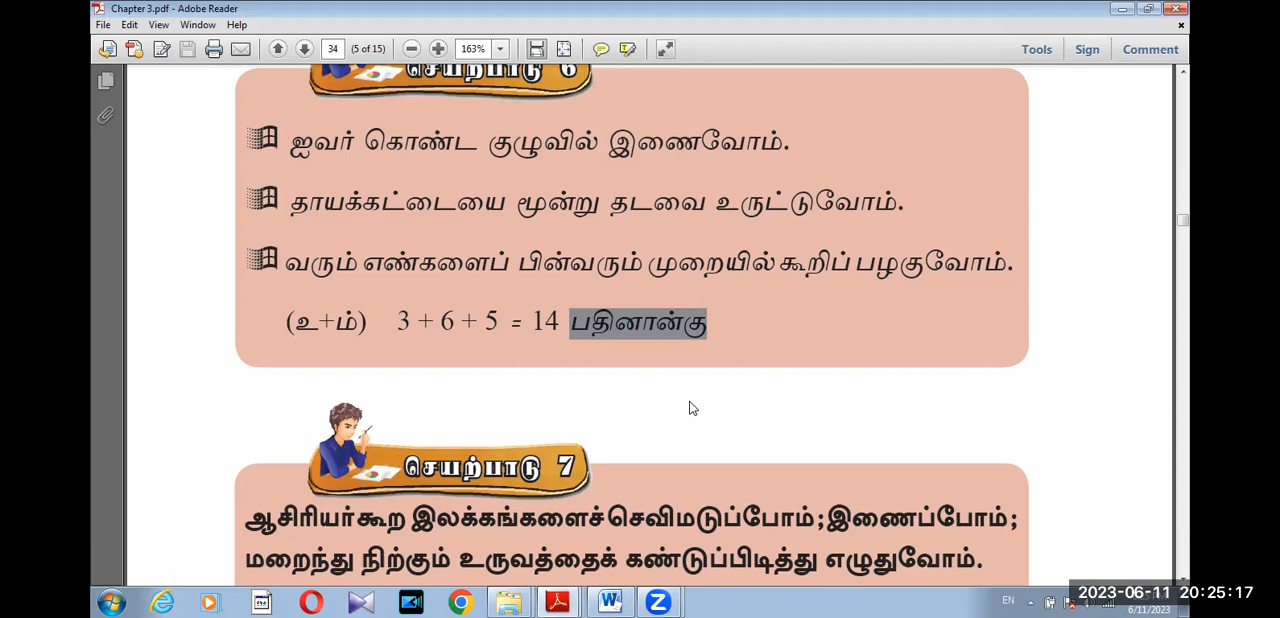 Chapter 3.pdf - Adobe Reader
File Edit View Window Help
34 (5 of 15) 163% Tools Sign Comment
செயற்பாடு 6
ஐவர் கொண்ட குழுவில் இணைவோம்.
தாயக்கட்டையை மூன்று தடவை உருட்டுவோம்.
வரும் எண்களைப் பின்வரும் முறையில் கூறிப் பழகுவோம்.
(உ+ம்) 3 + 6 + 5 = 14 பதினான்கு
செயற்பாடு 7
ஆசிரியர்கூற இலக்கங்களைச் செவிமடுப்போம்; இணைப்போம்;
மறைந்து நிற்கும் உருவத்தைக் கண்டுப்பிடித்து எழுதுவோம்.
EN
2023-06-11 20:25:17
6/11/2023